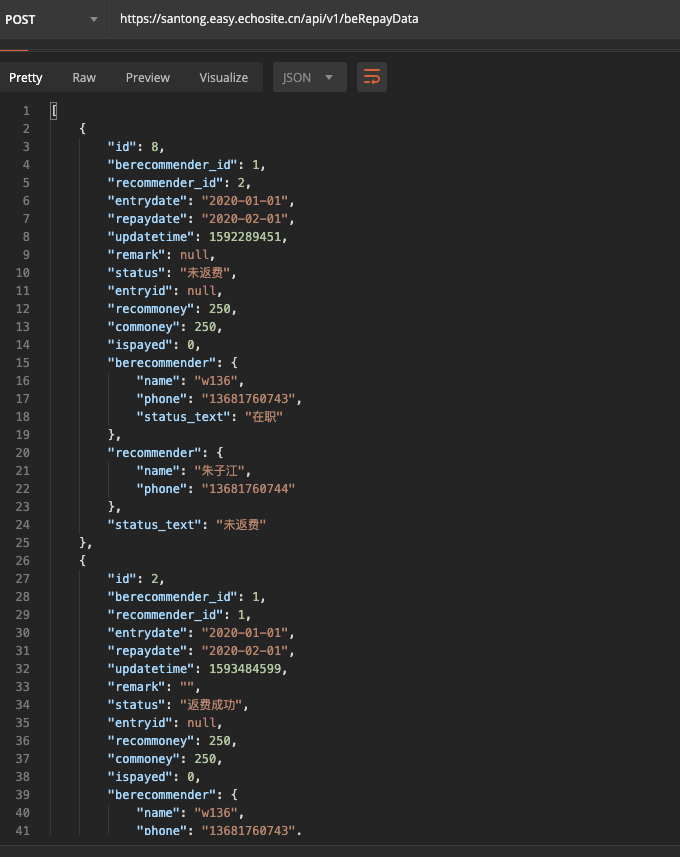 POST https://santong.easy.echosite.cn/api/v1/beRepayData
Pretty Raw Preview Visualize JSON
1 [
2 {
3 "id": 8,
4 "berecommender_id": 1,
5 "recommender_id": 2,
6 "entrydate": "2020-01-01",
7 "repaydate": "2020-02-01",
8 "updatetime": 1592289451,
9 "remark": null,
10 "status": "未返费",
11 "entryid": null,
12 "recommoney": 250,
13 "commoney": 250,
14 "ispayed": 0,
15 "berecommender": {
16 "name": "w136",
17 "phone": "13681760743",
18 "status_text": "在职"
19 },
20 "recommender": {
21 "name": "朱子江",
22 "phone": "13681760744"
23 },
24 "status_text": "未返费"
25 },
26 {
27 "id": 2,
28 "berecommender_id": 1,
29 "recommender_id": 1,
30 "entrydate": "2020-01-01",
31 "repaydate": "2020-02-01",
32 "updatetime": 1593484599,
33 "remark": "",
34 "status": "返费成功",
35 "entryid": null,
36 "recommoney": 250,
37 "commoney": 250,
38 "ispayed": 0,
39 "berecommender": {
40 "name": "w136",
41 "phone": "13681760743",